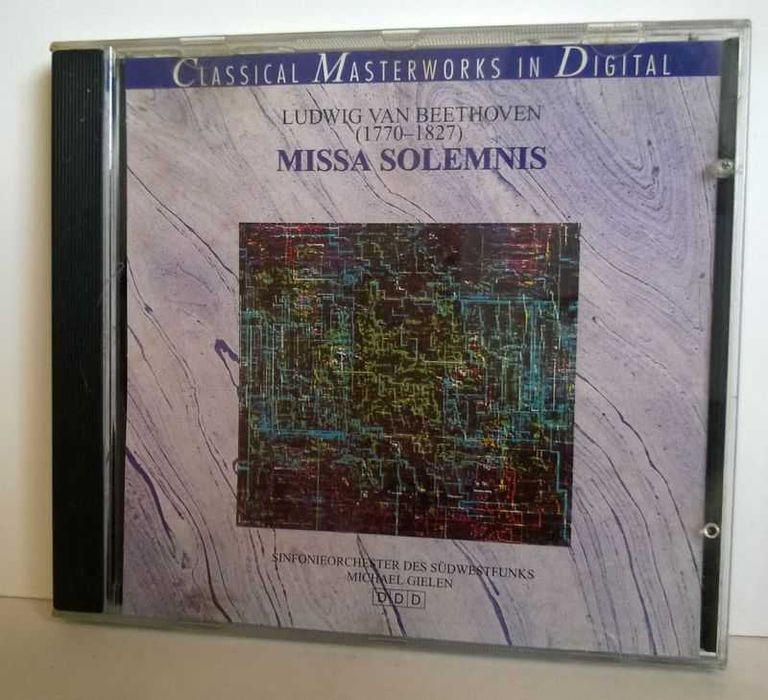 CLASSICAL MASTERWORKS IN DIGITAL
LUDWIG VAN BEETHOVEN
(1770–1827)
MISSA SOLEMNIS
SINFONIEORCHESTER DES SÜDWESTFUNKS
MICHAEL GIELEN
DDD